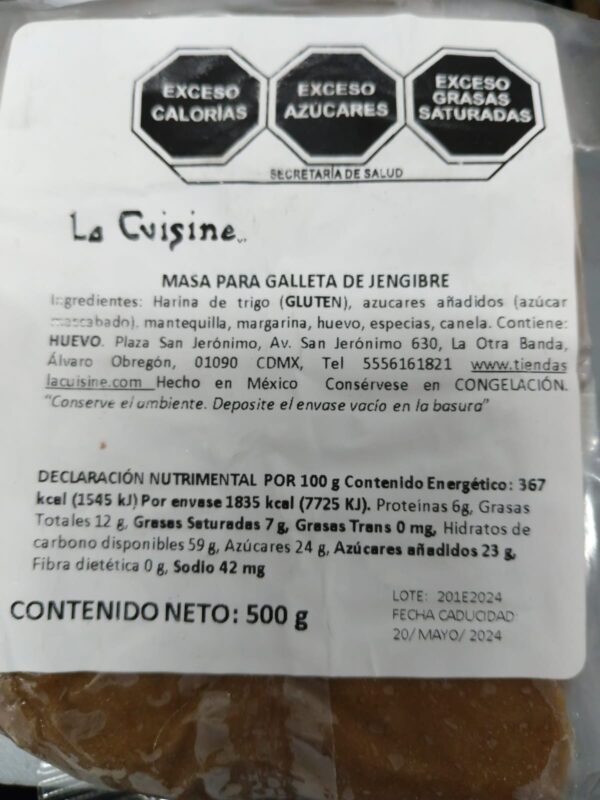 EXCESO CALORÍAS
EXCESO AZÚCARES
EXCESO GRASAS SATURADAS
SECRETARÍA DE SALUD
La Cuisine
MASA PARA GALLETA DE JENGIBRE
Ingredientes: Harina de trigo (GLUTEN), azucares añadidos (azúcar
mascabado). mantequilla, margarina, huevo, especias, canela. Contiene:
HUEVO. Plaza San Jerónimo, Av. San Jerónimo 630, La Otra Banda,
Álvaro Obregón, 01090 CDMX, Tel 5556161821 www.tiendas
lacuisine.com Hecho en México Consérvese en CONGELACIÓN.
"Conserve el ambiente. Deposite el envase vacío en la basura"
DECLARACIÓN NUTRIMENTAL POR 100 g Contenido Energético: 367
kcal (1545 kJ) Por envase 1835 kcal (7725 KJ). Proteínas 6g, Grasas
Totales 12 g, Grasas Saturadas 7 g, Grasas Trans 0 mg, Hidratos de
carbono disponibles 59 g, Azúcares 24 g, Azúcares añadidos 23 g,
Fibra dietética 0 g, Sodio 42 mg
CONTENIDO NETO: 500 g
LOTE: 201E2024
FECHA CADUCIDAD:
20/ MAYO/ 2024